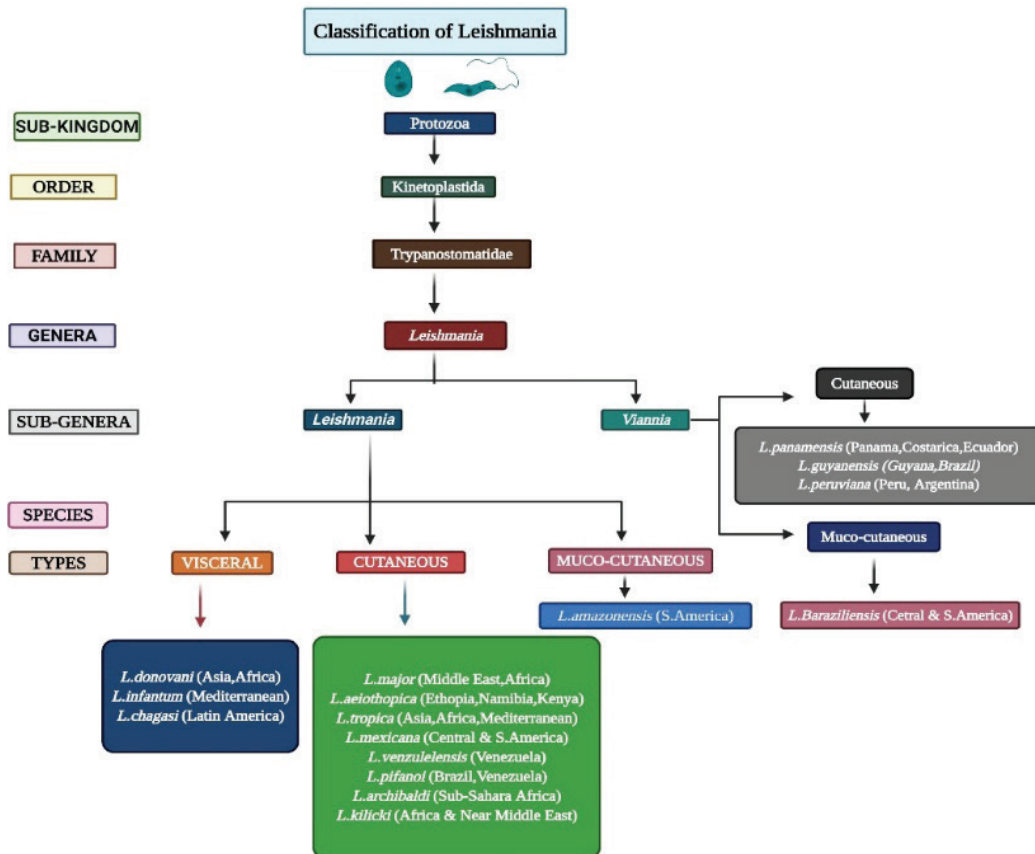 Classification of Leishmania
SUB-KINGDOM
Protozoa
ORDER
Kinetoplastida
FAMILY
Trypanostomatidae
GENERA
Leishmania
SUB-GENERA
Leishmania
Viannia
Cutaneous
L.panamensis (Panama,Costarica,Ecuador)
L.guyanensis (Guyana,Brazil)
L.peruviana (Peru, Argentina)
SPECIES
TYPES
VISCERAL
CUTANEOUS
MUCO-CUTANEOUS
Muco-cutaneous
L.amazonensis (S.America)
L.Baraziliensis (Cetral & S.America)
L.donovani (Asia,Africa)
L.infantum (Mediterranean)
L.chagasi (Latin America)
L.major (Middle East,Africa)
L.aeiothopica (Ethopia,Namibia,Kenya)
L.tropica (Asia,Africa,Mediterranean)
L.mexicana (Central & S.America)
L.venzulelensis (Venezuela)
L.pifanol (Brazil,Venezuela)
L.archibaldi (Sub-Sahara Africa)
L.kilicki (Africa & Near Middle East)